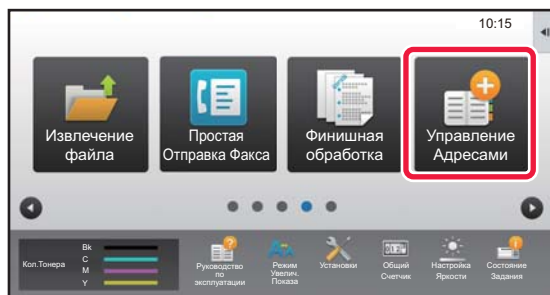 10:15
Извлечение
файла
Простая
Отправка Факса
Финишная
обработка
Управление
Адресами
Кол.Тонера
Bk
C
M
Y
Руководство
по
эксплуатации
Режим
Увелич.
Показа
Установки
Общий
Счетчик
Настройка
Яркости
Состояние
Задания